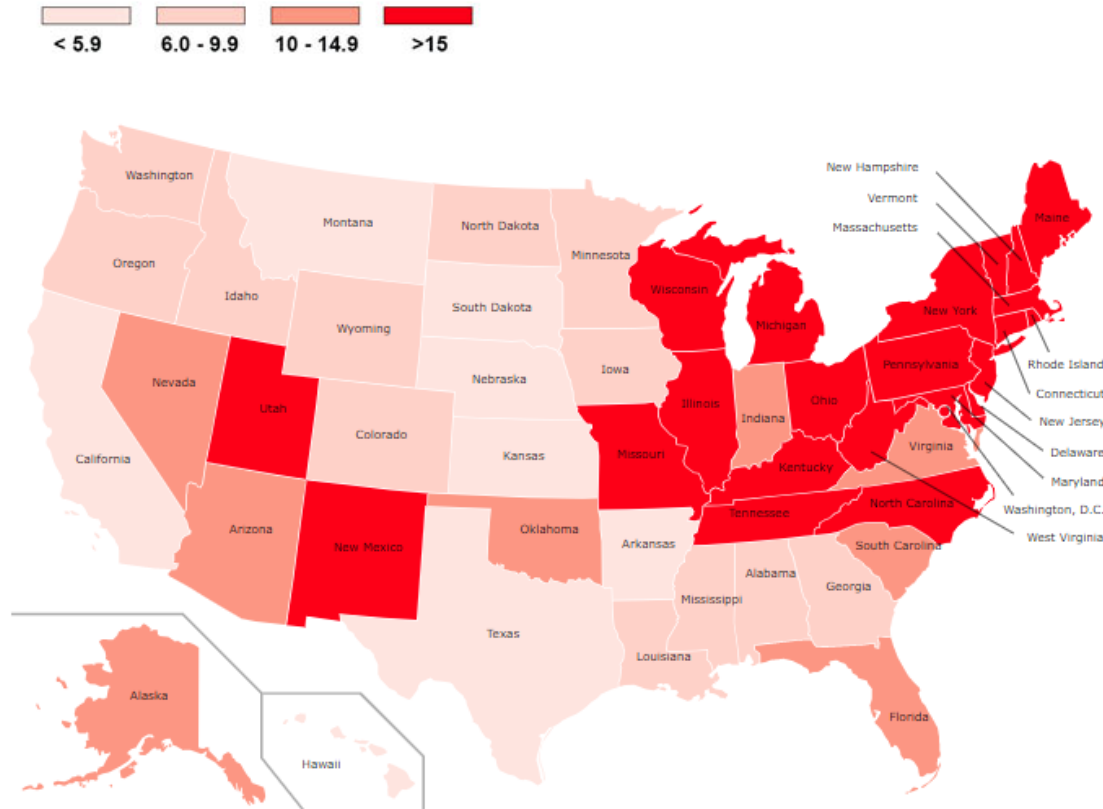 < 5.9 6.0 - 9.9 10 - 14.9 >15
New Hampshire
Washington
Vermont
Maine
Montana
North Dakota
Massachusetts
Minnesota
Oregon
Idaho
Wisconsin
South Dakota
New York
Wyoming
Michigan
Rhode Island
Pennsylvania
Iowa
Nebraska
Nevada
Connecticut
Ohio
Illinois
Utah
Indiana
New Jersey
Colorado
Virginia
Delaware
Kansas
Missouri
California
Kentucky
Maryland
North Carolina
Washington, D.C.
Tennessee
Oklahoma
Arizona
West Virginia
Arkansas
New Mexico
South Carolina
Alabama
Georgia
Mississippi
Texas
Louisiana
Alaska
Florida
Hawaii